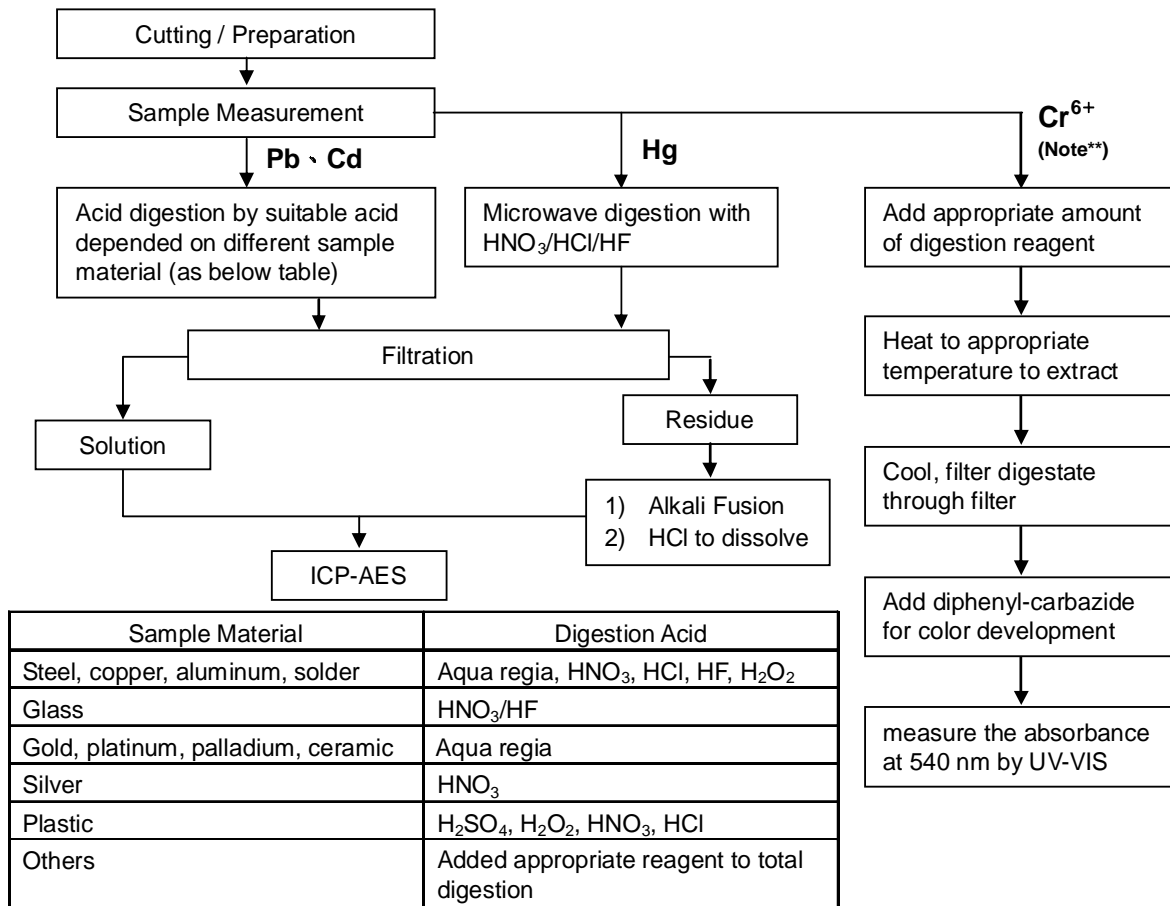 Cutting / Preparation
Sample Measurement
Pb、Cd
Hg
Cr⁶⁺
(Note**)
Acid digestion by suitable acid
depended on different sample
material (as below table)
Microwave digestion with
HNO₃/HCl/HF
Add appropriate amount
of digestion reagent
Filtration
Heat to appropriate
temperature to extract
Solution
Residue
1) Alkali Fusion
2) HCl to dissolve
Cool, filter digestate
through filter
ICP-AES
Add diphenyl-carbazide
for color development
measure the absorbance
at 540 nm by UV-VIS
Sample Material Digestion Acid
Steel, copper, aluminum, solder Aqua regia, HNO₃, HCl, HF, H₂O₂
Glass HNO₃/HF
Gold, platinum, palladium, ceramic Aqua regia
Silver HNO₃
Plastic H₂SO₄, H₂O₂, HNO₃, HCl
Others Added appropriate reagent to total
digestion